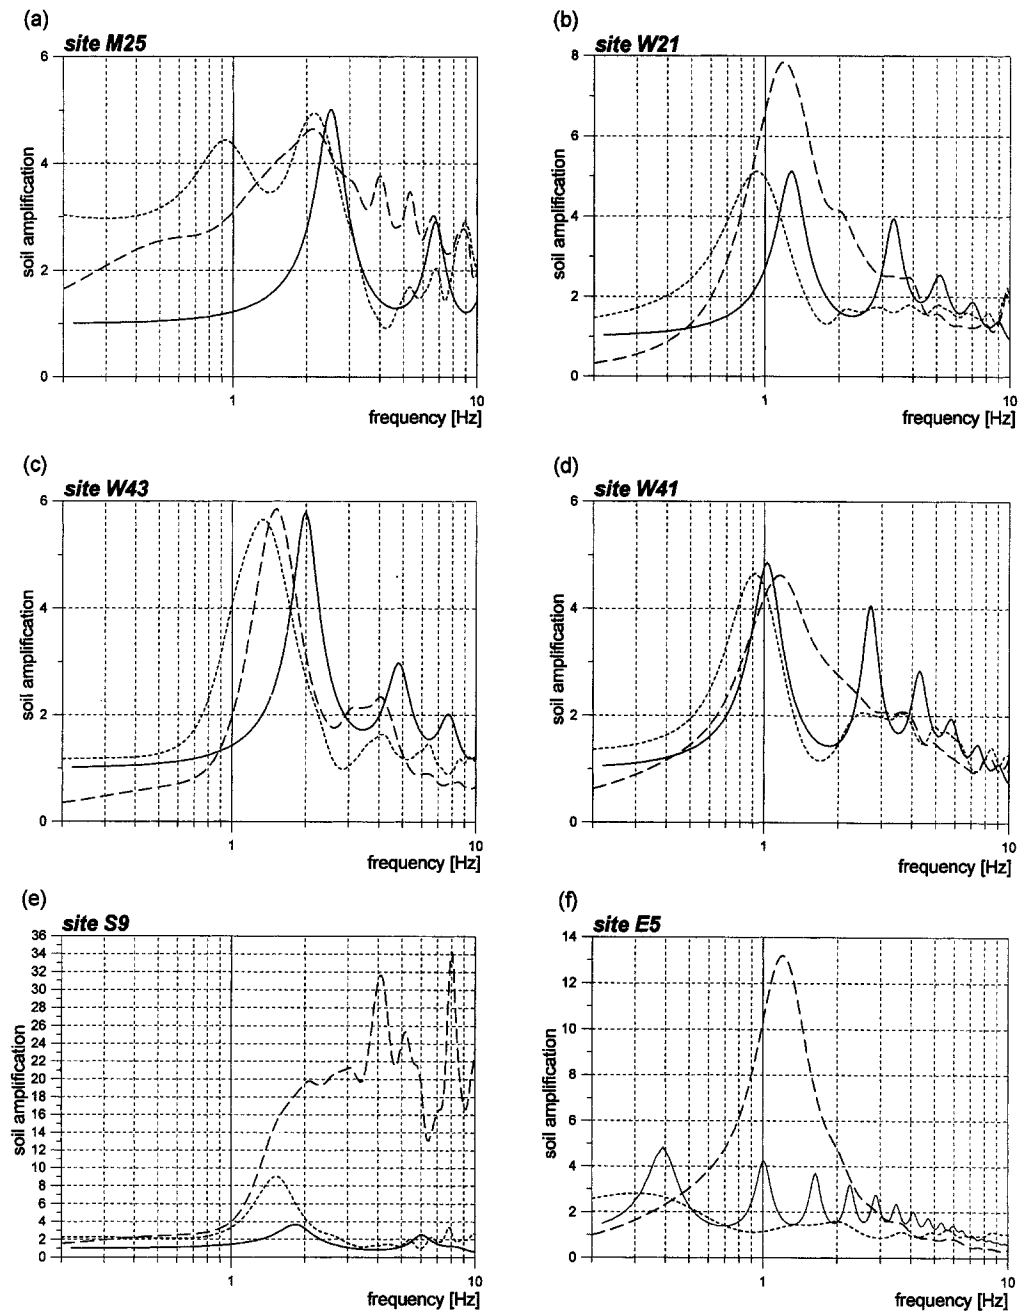 (a)
site M25
6
4
2
0
soil amplification
1
10
frequency [Hz]
(b)
site W21
8
6
4
2
0
soil amplification
1
10
frequency [Hz]
(c)
site W43
6
4
2
0
soil amplification
1
10
frequency [Hz]
(d)
site W41
6
4
2
0
soil amplification
1
10
frequency [Hz]
(e)
site S9
36
34
32
30
28
26
24
22
20
18
16
14
12
10
8
6
4
2
0
soil amplification
1
10
frequency [Hz]
(f)
site E5
14
12
10
8
6
4
2
0
soil amplification
1
10
frequency [Hz]